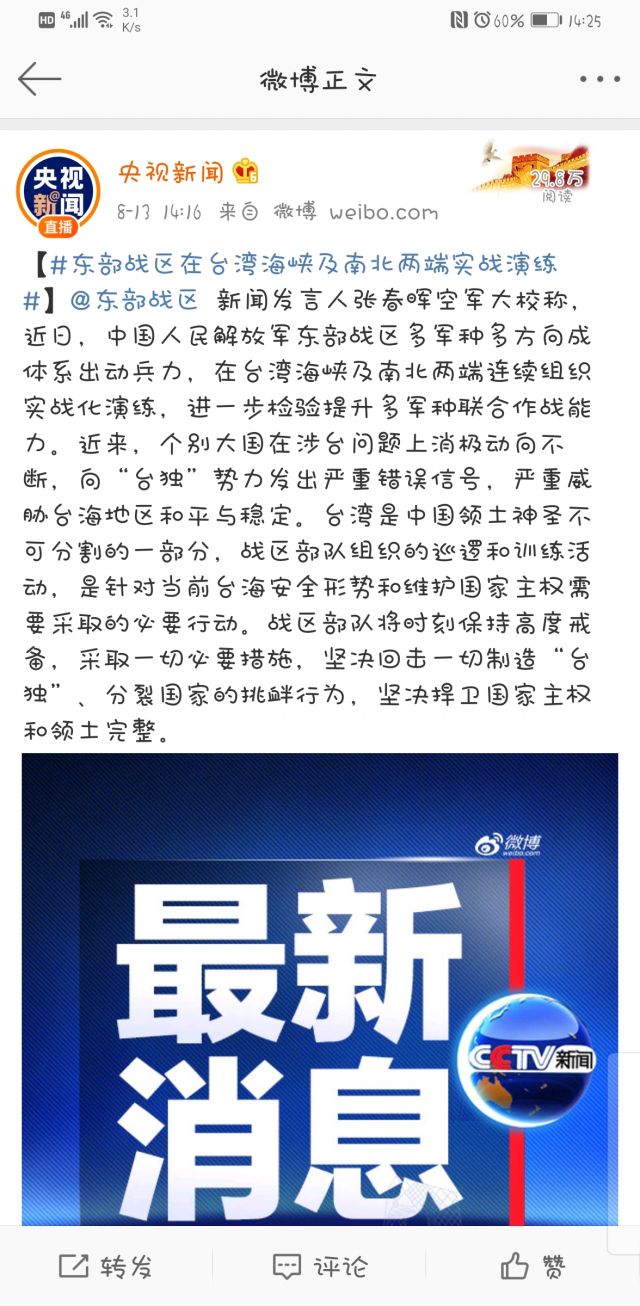 HD 4G 3.1 K/s 60% 14:25
微博正文
央视新闻
央视新闻
直播
8-13 14:16 来自 微博 weibo.com
29.8万
阅读
【#东部战区在台湾海峡及南北两端实战演练
#】@东部战区 新闻发言人张春晖空军大校称，
近日，中国人民解放军东部战区多军种多方向成
体系出动兵力，在台湾海峡及南北两端连续组织
实战化演练，进一步检验提升多军种联合作战能
力。近来，个别大国在涉台问题上消极动向不
断，向“台独”势力发出严重错误信号，严重威
胁台海地区和平与稳定。台湾是中国领土神圣不
可分割的一部分，战区部队组织的巡逻和训练活
动，是针对当前台海安全形势和维护国家主权需
要采取的必要行动。战区部队将时刻保持高度戒
备，采取一切必要措施，坚决回击一切制造“台
独”、分裂国家的挑衅行为，坚决捍卫国家主权
和领土完整。
微博
weibo.com
最新
CCTV新闻
消息
转发 评论 赞